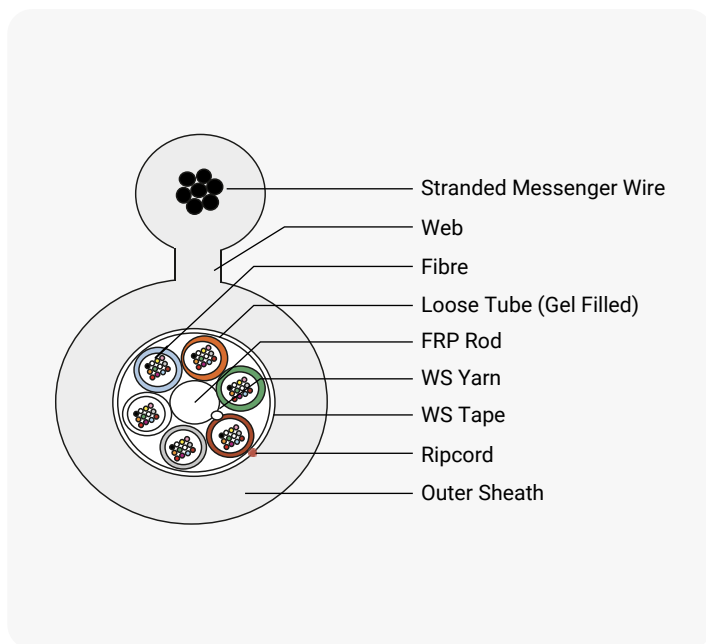 Stranded Messenger Wire
Web
Fibre
Loose Tube (Gel Filled)
FRP Rod
WS Yarn
WS Tape
Ripcord
Outer Sheath